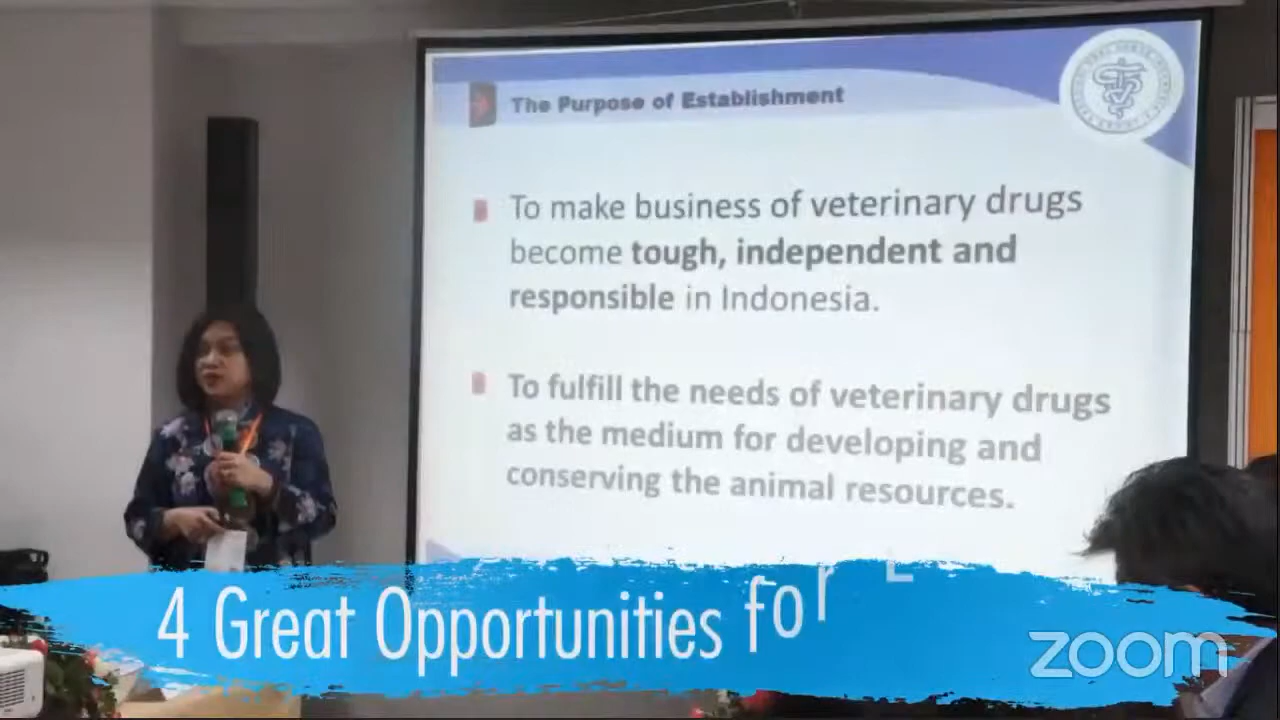 The Purpose of Establishment
To make business of veterinary drugs
become tough, independent and
responsible in Indonesia.
To fulfill the needs of veterinary drugs
as the medium for developing and
conserving the animal resources.
4 Great Opportunities for
zoom